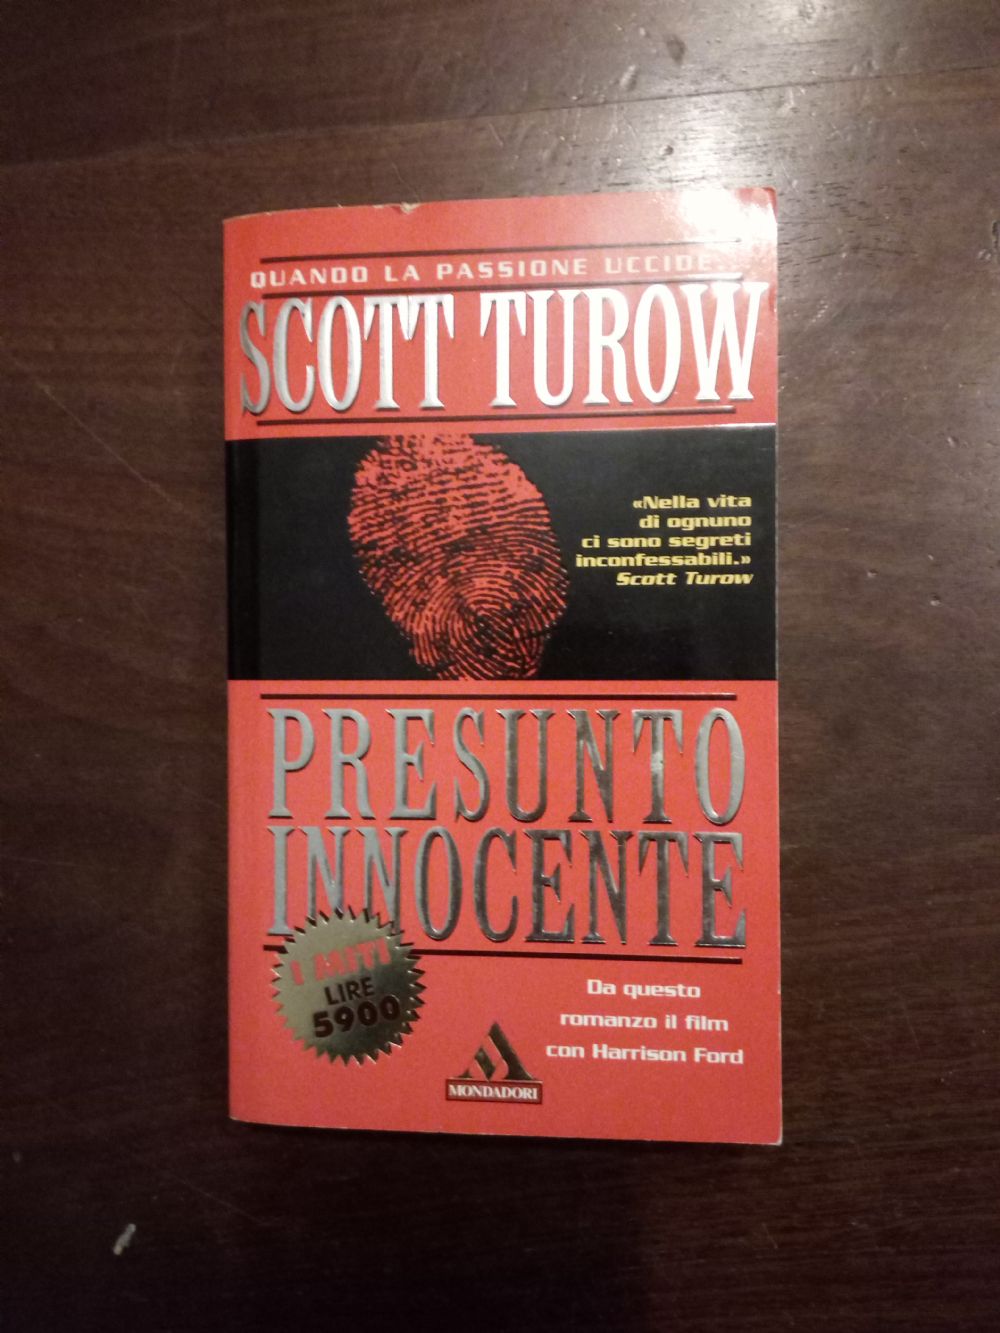 QUANDO LA PASSIONE UCCIDE...
SCOTT TUROW
«Nella vita
di ognuno
ci sono segreti
inconfessabili.»
Scott Turow
PRESUNTO
INNOCENTE
I MITI
LIRE
5900
Da questo
romanzo il film
con Harrison Ford
MONDADORI